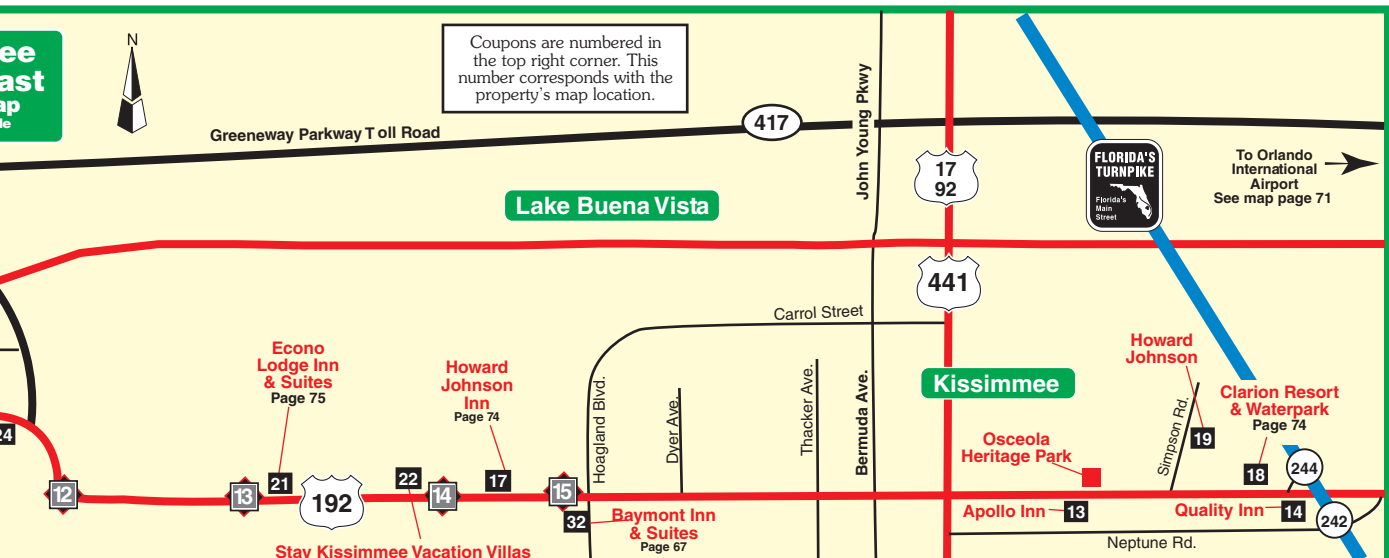 ee
ast
ap
le
N
Coupons are numbered in
the top right corner. This
number corresponds with the
property's map location.
Greeneway Parkway T oll Road
417
John Young Pkwy
17
92
FLORIDA'S
TURNPIKE
Florida's
Main
Street
To Orlando
International
Airport
See map page 71
Lake Buena Vista
441
Carrol Street
Kissimmee
Econo
Lodge Inn
& Suites
Page 75
Howard
Johnson
Inn
Page 74
Hoagland Blvd.
Dyer Ave.
Thacker Ave.
Bermuda Ave.
Howard
Johnson
Simpson Rd.
19
Clarion Resort
& Waterpark
Page 74
Osceola
Heritage Park
24
12
13
21
192
22
14
17
15
18
244
32
Baymont Inn
& Suites
Page 67
Apollo Inn
13
Quality Inn
14
242
Neptune Rd.
Stay Kissimmee Vacation Villas